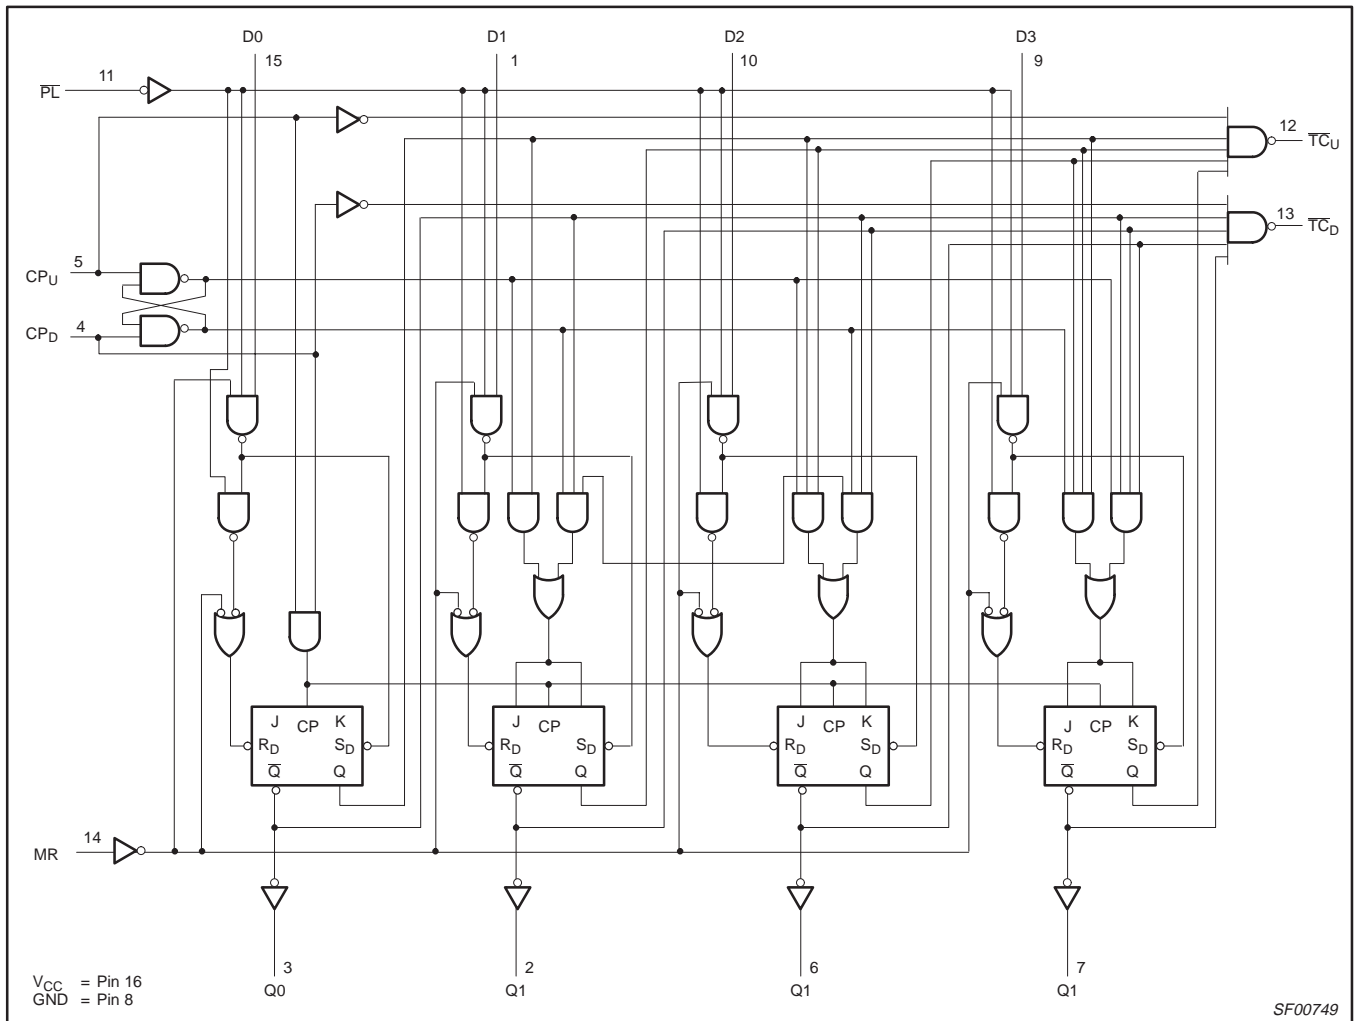 D0 D1 D2 D3
15 1 10 9
11
PL
12
TCU
13
TCD
5
CPU
4
CPD
J CP K J CP K J CP K J CP K
RD SD RD SD RD SD RD SD
Q Q Q Q Q Q Q Q
14
MR
3 2 6 7
Q0 Q1 Q1 Q1
VCC = Pin 16
GND = Pin 8
SF00749